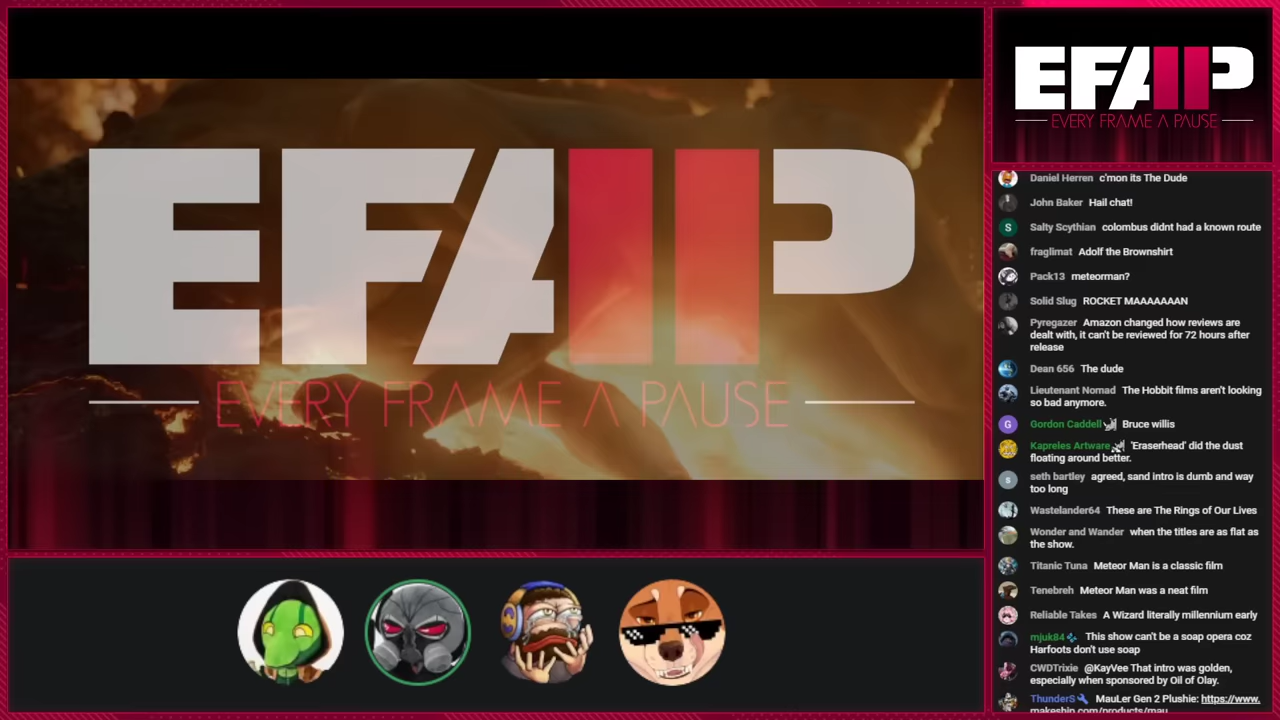 EFAP
EVERY FRAME A PAUSE
EFAP
EVERY FRAME A PAUSE
Daniel Herren c'mon its The Dude
John Baker Hail chat!
S
Salty Scythian colombus didnt had a known route
fraglimat Adolf the Brownshirt
Pack13 meteorman?
Solid Slug ROCKET MAAAAAAAN
Pyregazer Amazon changed how reviews are
dealt with, it can't be reviewed for 72 hours after
release
Dean 656 The dude
Lieutenant Nomad The Hobbit films aren't looking
so bad anymore.
G
Gordon Caddell Bruce willis
Kapreles Artware 'Eraserhead' did the dust
floating around better.
s
seth bartley agreed, sand intro is dumb and way
too long
Wastelander64 These are The Rings of Our Lives
Wonder and Wander when the titles are as flat as
the show.
Titanic Tuna Meteor Man is a classic film
Tenebreh Meteor Man was a neat film
Reliable Takes A Wizard literally millennium early
mjuk84 This show can't be a soap opera coz
Harfoots don't use soap
CWDTrixie @KayVee That intro was golden,
especially when sponsored by Oil of Olay.
ThunderS MauLer Gen 2 Plushie: https://www.
makeship.com/products/mau